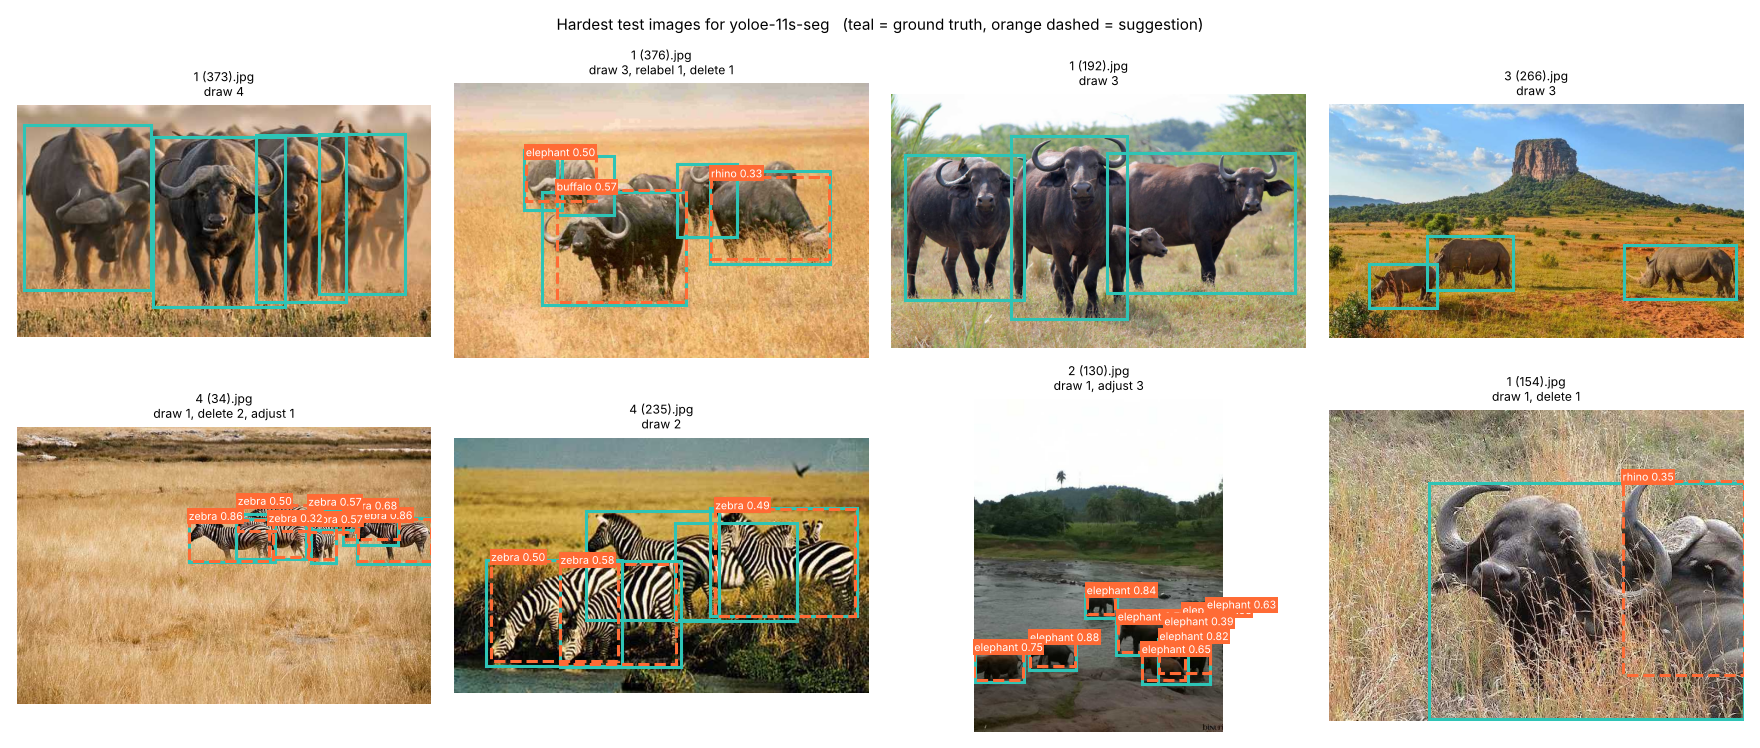 Hardest test images for yoloe-11s-seg   (teal = ground truth, orange dashed = suggestion)
1 (373).jpg
draw 4
1 (376).jpg
draw 3, relabel 1, delete 1
elephant 0.50
buffalo 0.57
rhino 0.33
1 (192).jpg
draw 3
3 (266).jpg
draw 3
4 (34).jpg
draw 1, delete 2, adjust 1
zebra 0.50
zebra 0.57
0.68
zebra 0.86
zebra 0.32
0.57
0.86
4 (235).jpg
draw 2
zebra 0.49
zebra 0.50
zebra 0.58
2 (130).jpg
draw 1, adjust 3
elephant 0.84
elephant 0.63
elephant
elephant 0.39
elephant 0.88
elephant 0.82
elephant 0.75
elephant 0.65
1 (154).jpg
draw 1, delete 1
rhino 0.35